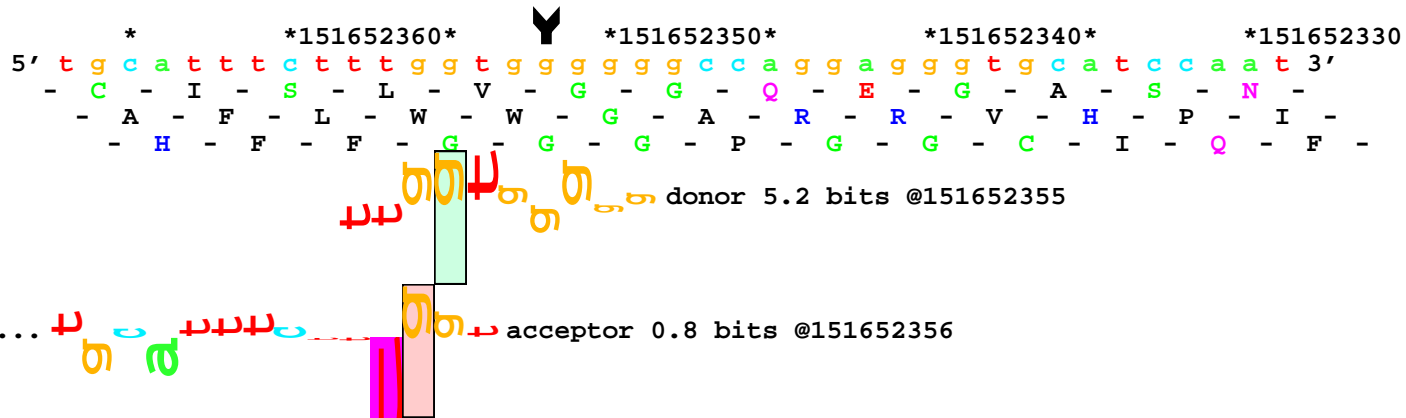 * *151652360* *151652350* *151652340* *151652330
5′ t g c a t t t c t t t g g t g g g g g g c c a g g a g g g t g c a t c c a a t 3′
- C - I - S - L - V - G - G - Q - E - G - A - S - N -
- A - F - L - W - W - G - A - R - R - V - H - P - I -
- H - F - F - G - G - G - P - G - G - C - I - Q - F -
t t g g t g g g g g donor 5.2 bits @151652355
... t g c a t t t c t t t g g t acceptor 0.8 bits @151652356